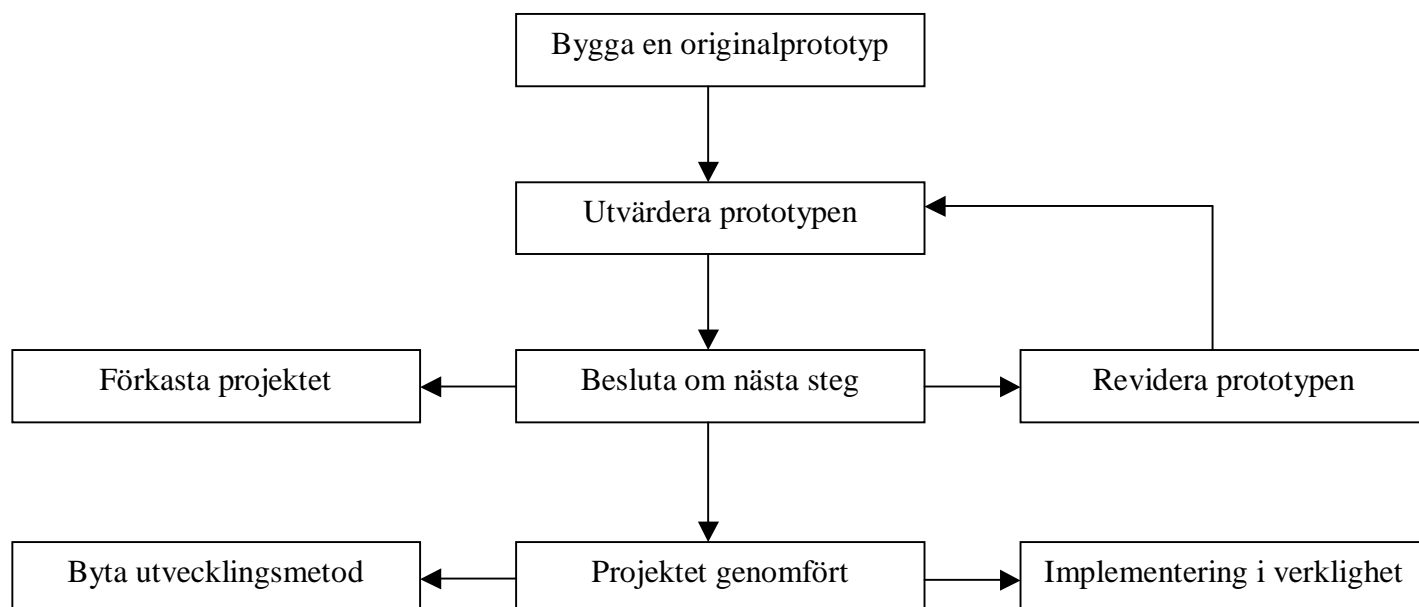 Bygga en originalprototyp
Utvärdera prototypen
Förkasta projektet
Besluta om nästa steg
Revidera prototypen
Byta utvecklingsmetod
Projektet genomfört
Implementering i verklighet